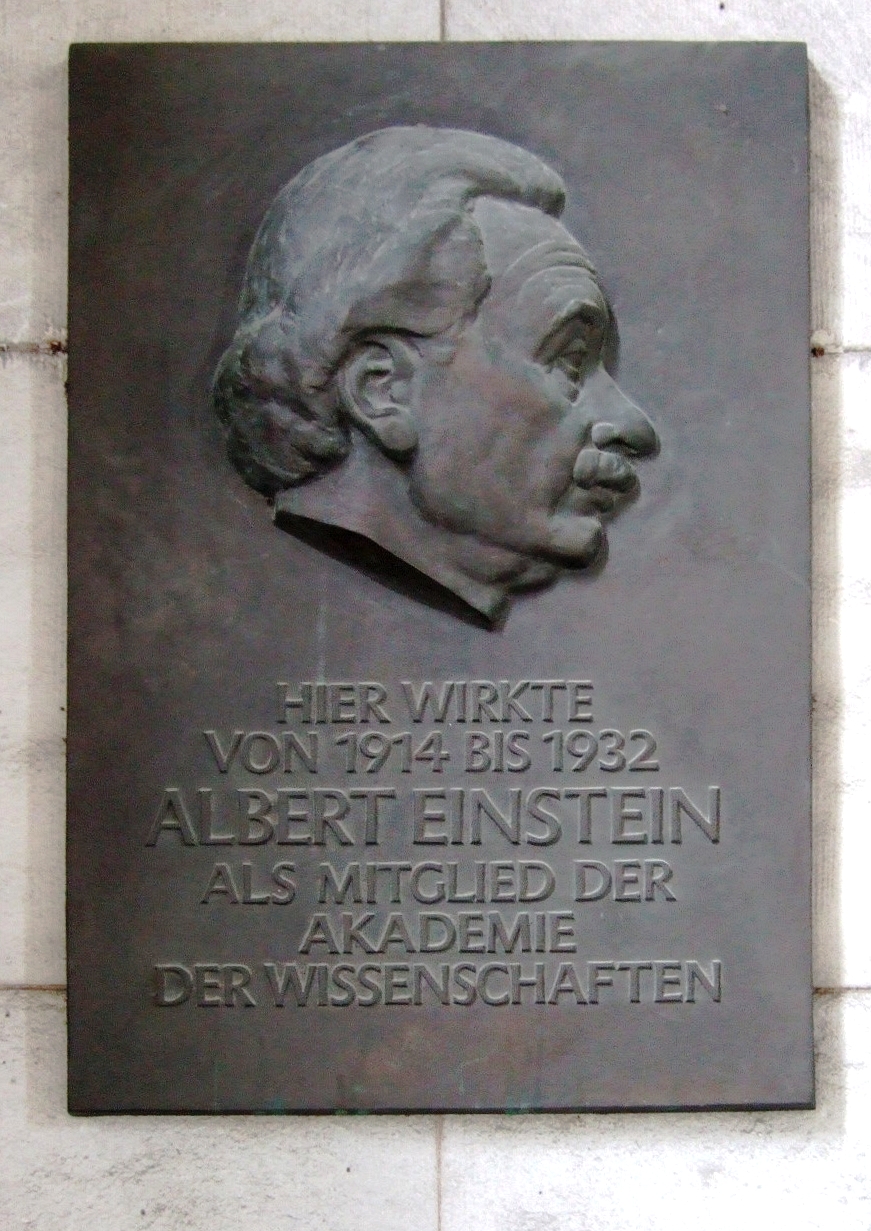 HIER WIRKTE
VON 1914 BIS 1932
ALBERT EINSTEIN
ALS MITGLIED DER
AKADEMIE
DER WISSENSCHAFTEN